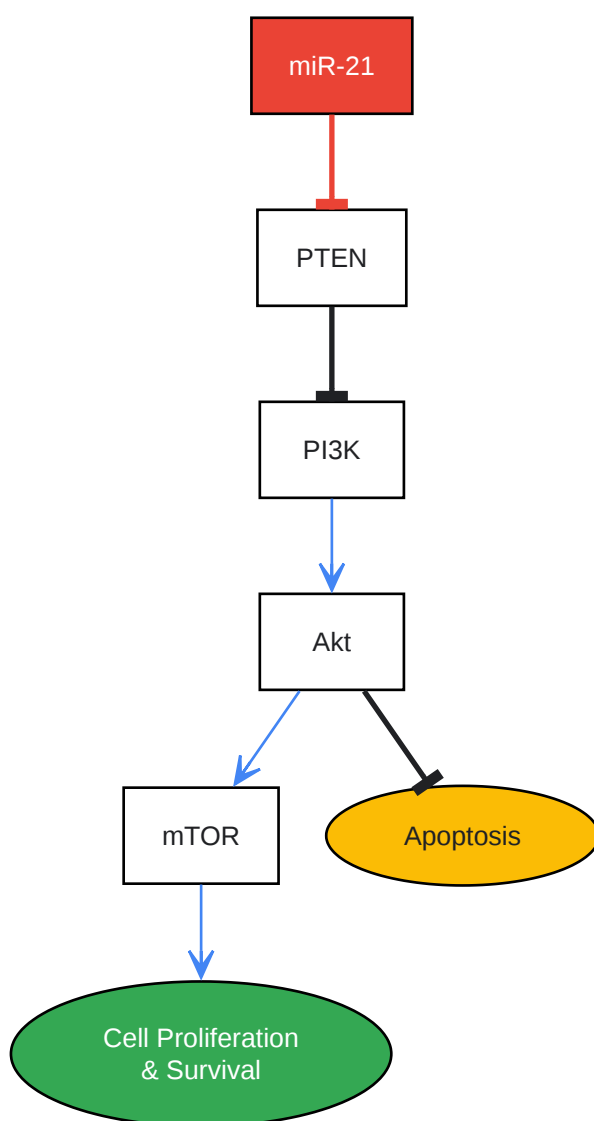 miR-21
PTEN
PI3K
Akt
mTOR
Apoptosis
Cell Proliferation
& Survival